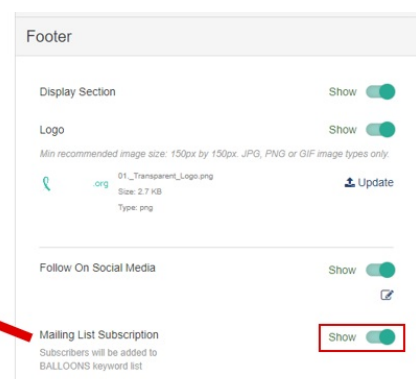 Footer
Display Section Show
Logo Show
Min recommended image size: 150px by 150px. JPG, PNG or GIF image types only.
.org
01._Transparent_Logo.png
Size: 2.7 KB
Type: png
Update
Follow On Social Media Show
Mailing List Subscription Show
Subscribers will be added to
BALLOONS keyword list